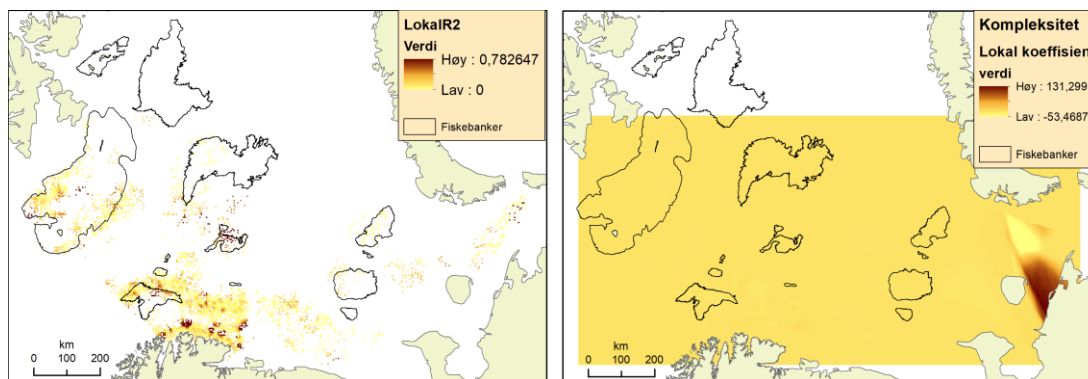 LokalR2
Verdi
Høy : 0,782647
Lav : 0
Fiskebanker
km
0 100 200
Kompleksitet
Lokal koeffisien
verdi
Høy : 131,299
Lav : -53,4687
Fiskebanker
km
0 100 200